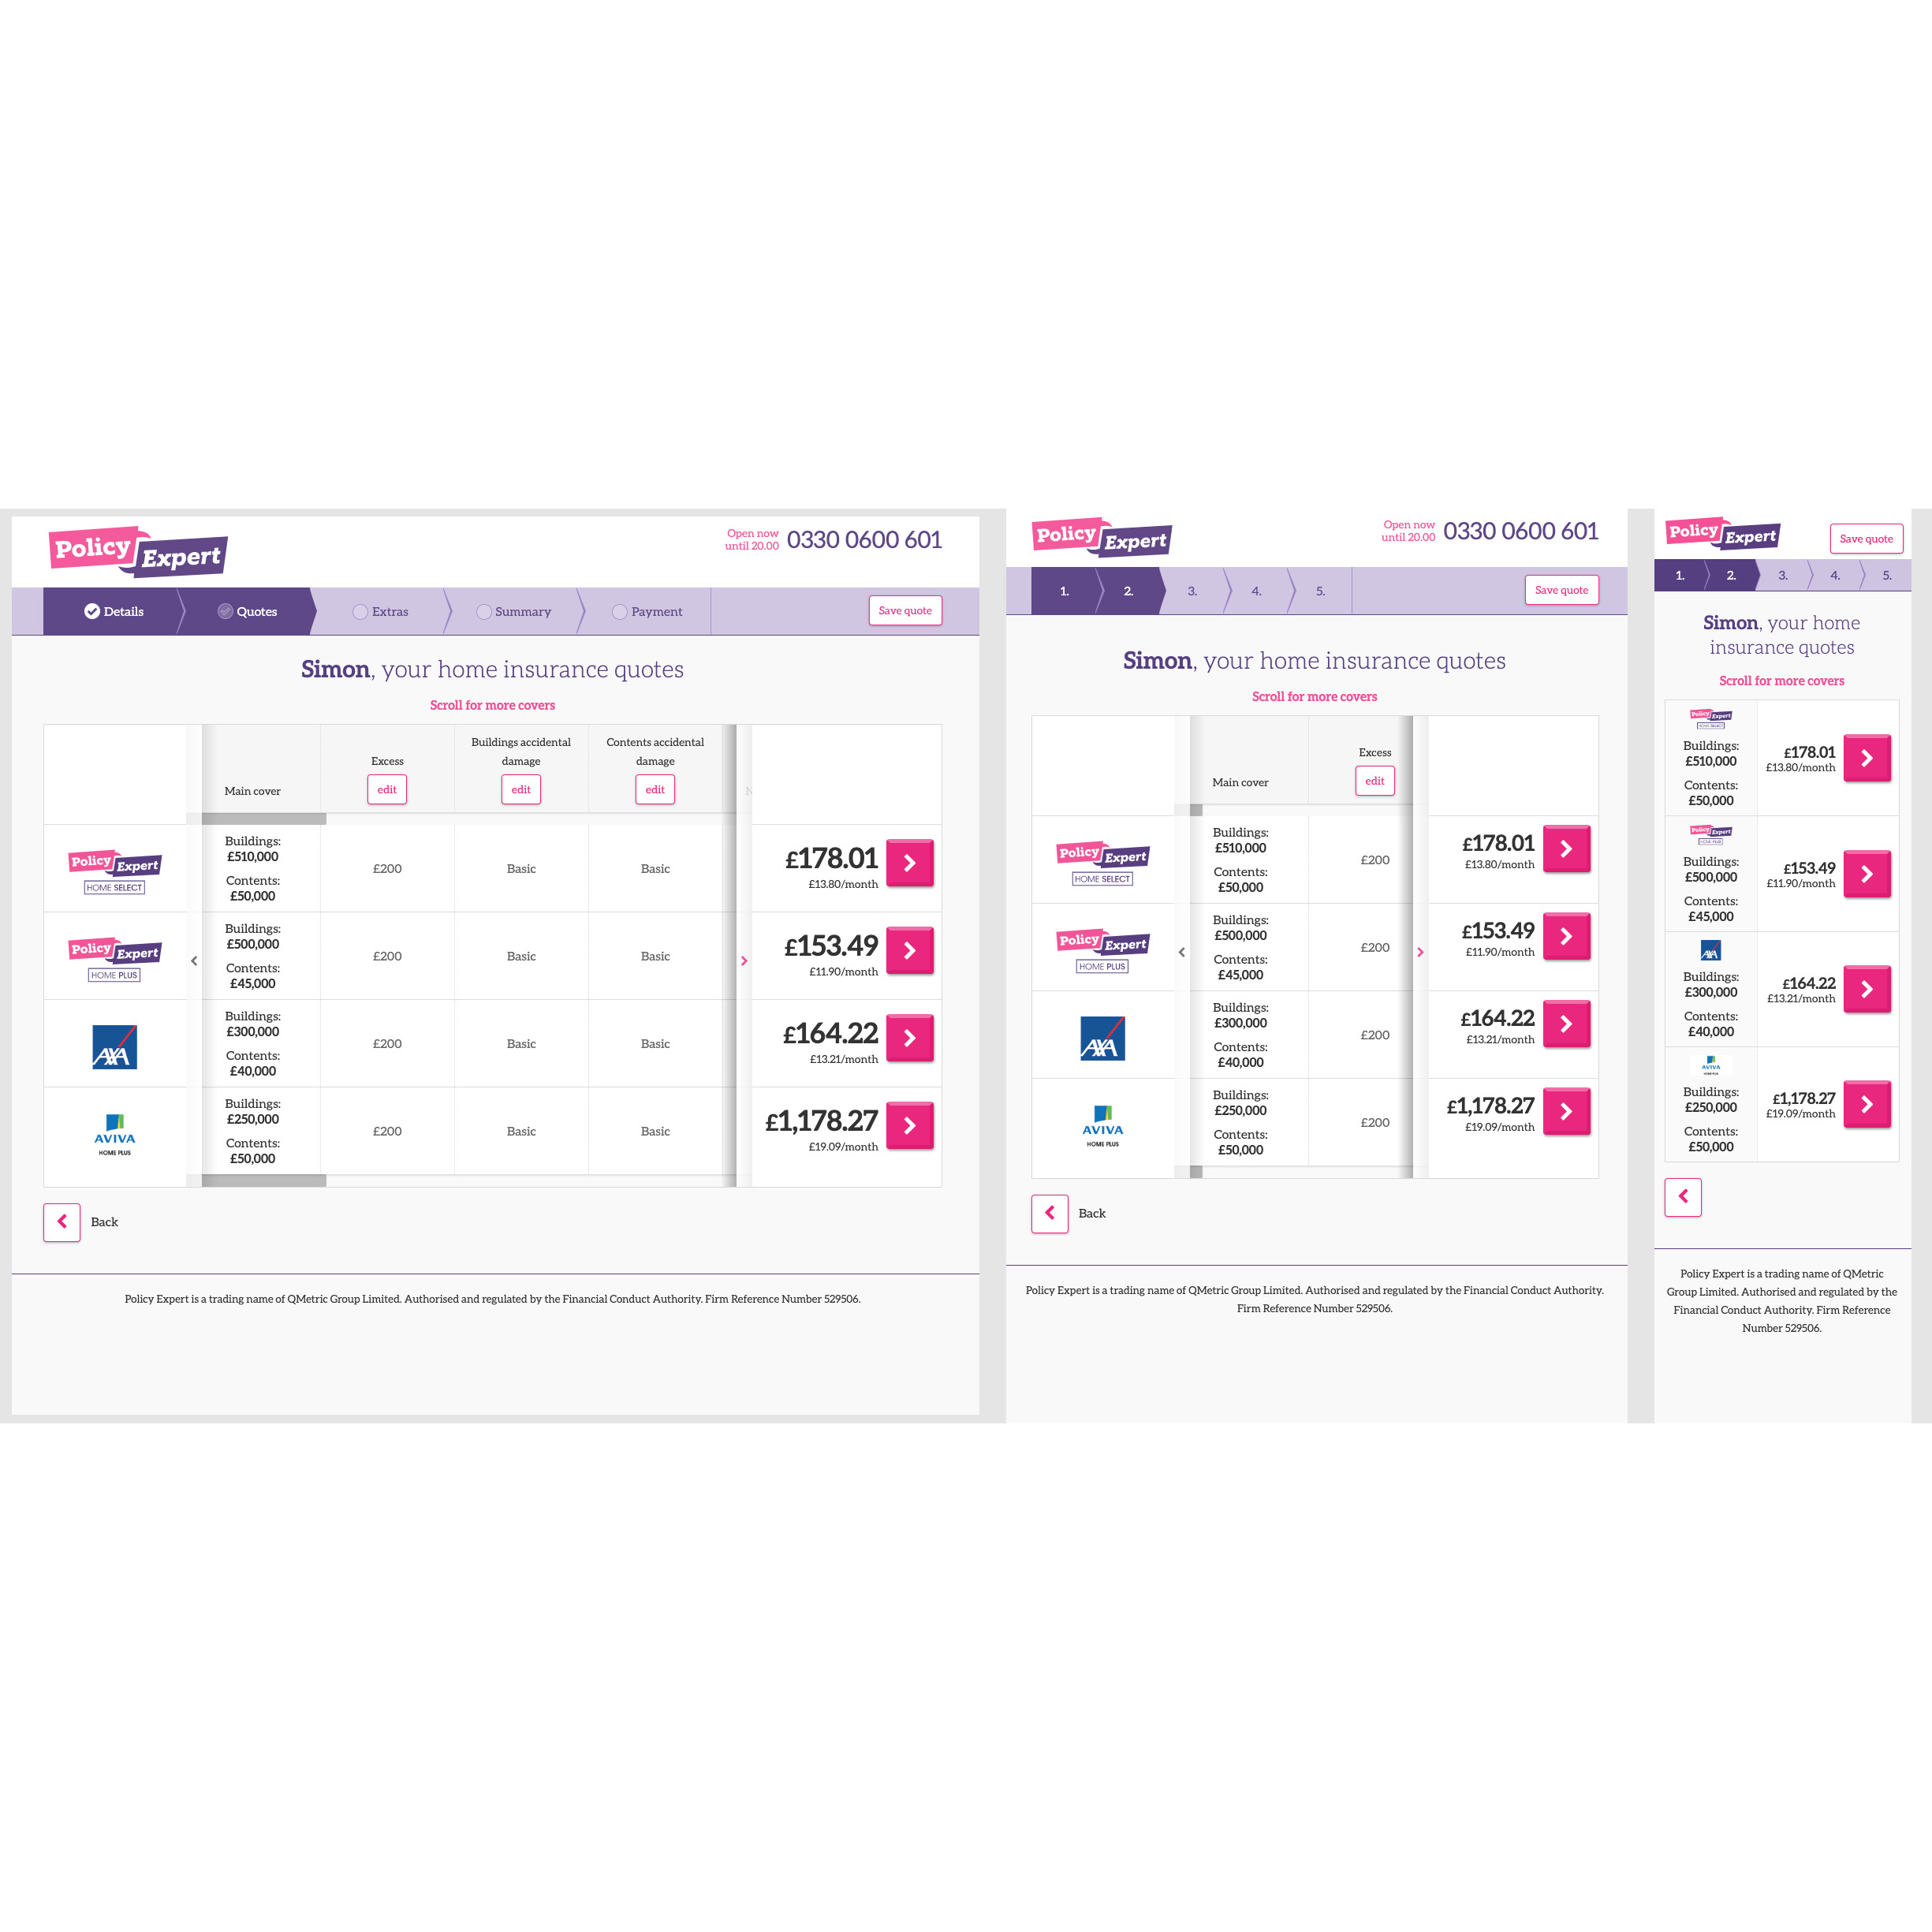 Policy Expert
Open now
until 20.00
0330 0600 601
Details
Quotes
Extras
Summary
Payment
Save quote
Simon, your home insurance quotes
Scroll for more covers
Main cover
Excess
edit
Buildings accidental
damage
edit
Contents accidental
damage
edit
Policy Expert
HOME SELECT
Buildings:
£510,000
Contents:
£50,000
£200
Basic
Basic
£178.01
£13.80/month
Policy Expert
HOME PLUS
Buildings:
£500,000
Contents:
£45,000
£200
Basic
Basic
£153.49
£11.90/month
AXA
Buildings:
£300,000
Contents:
£40,000
£200
Basic
Basic
£164.22
£13.21/month
AVIVA
HOME PLUS
Buildings:
£250,000
Contents:
£50,000
£200
Basic
Basic
£1,178.27
£19.09/month
Back
Policy Expert is a trading name of QMetric Group Limited. Authorised and regulated by the Financial Conduct Authority. Firm Reference Number 529506.
Policy Expert
Open now
until 20.00
0330 0600 601
1.
2.
3.
4.
5.
Save quote
Simon, your home insurance quotes
Scroll for more covers
Main cover
Excess
edit
Policy Expert
HOME SELECT
Buildings:
£510,000
Contents:
£50,000
£200
£178.01
£13.80/month
Policy Expert
HOME PLUS
Buildings:
£500,000
Contents:
£45,000
£200
£153.49
£11.90/month
AXA
Buildings:
£300,000
Contents:
£40,000
£200
£164.22
£13.21/month
AVIVA
HOME PLUS
Buildings:
£250,000
Contents:
£50,000
£200
£1,178.27
£19.09/month
Back
Policy Expert is a trading name of QMetric Group Limited. Authorised and regulated by the Financial Conduct Authority.
Firm Reference Number 529506.
Policy Expert
Save quote
1.
2.
3.
4.
5.
Simon, your home
insurance quotes
Scroll for more covers
Policy Expert
HOME SELECT
Buildings:
£510,000
Contents:
£50,000
£178.01
£13.80/month
Policy Expert
HOME PLUS
Buildings:
£500,000
Contents:
£45,000
£153.49
£11.90/month
AXA
Buildings:
£300,000
Contents:
£40,000
£164.22
£13.21/month
AVIVA
HOME PLUS
Buildings:
£250,000
Contents:
£50,000
£1,178.27
£19.09/month
Policy Expert is a trading name of QMetric
Group Limited. Authorised and regulated by the
Financial Conduct Authority. Firm Reference
Number 529506.